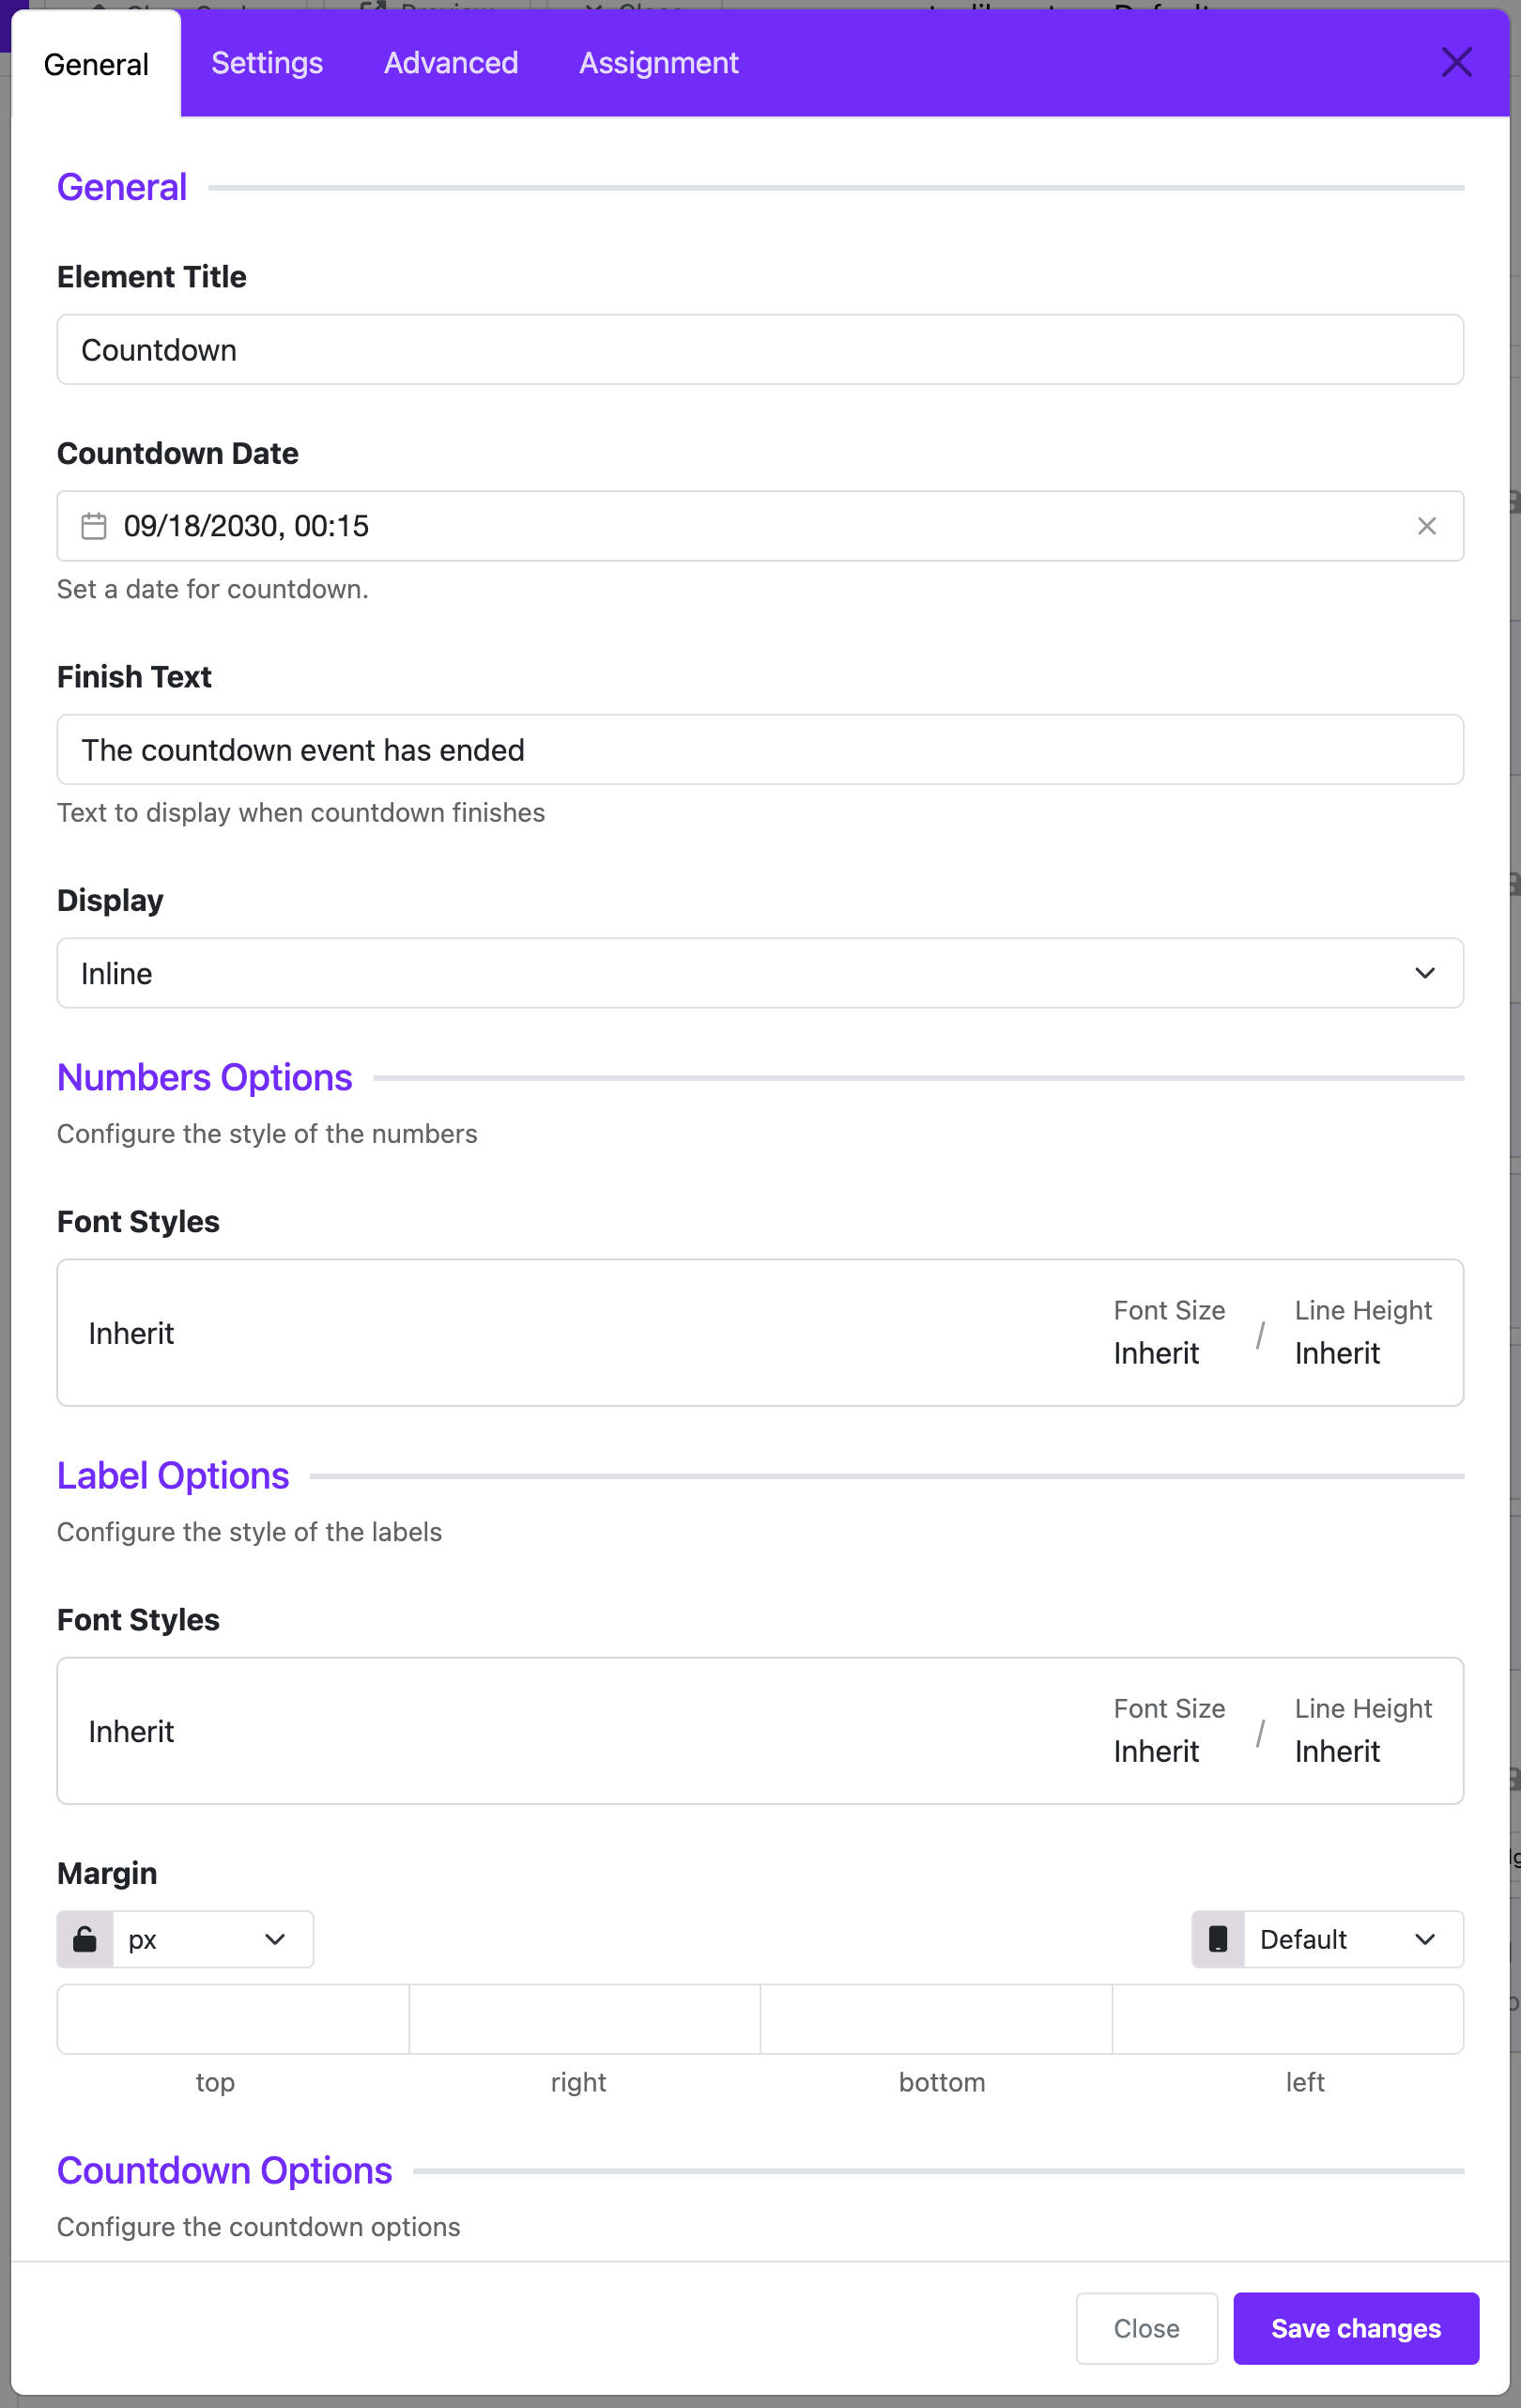 General
Settings
Advanced
Assignment
General
Element Title
Countdown
Countdown Date
09/18/2030, 00:15
Set a date for countdown.
Finish Text
The countdown event has ended
Text to display when countdown finishes
Display
Inline
Numbers Options
Configure the style of the numbers
Font Styles
Inherit
Font Size
Inherit
/
Line Height
Inherit
Label Options
Configure the style of the labels
Font Styles
Inherit
Font Size
Inherit
/
Line Height
Inherit
Margin
px
Default
top
right
bottom
left
Countdown Options
Configure the countdown options
Close
Save changes